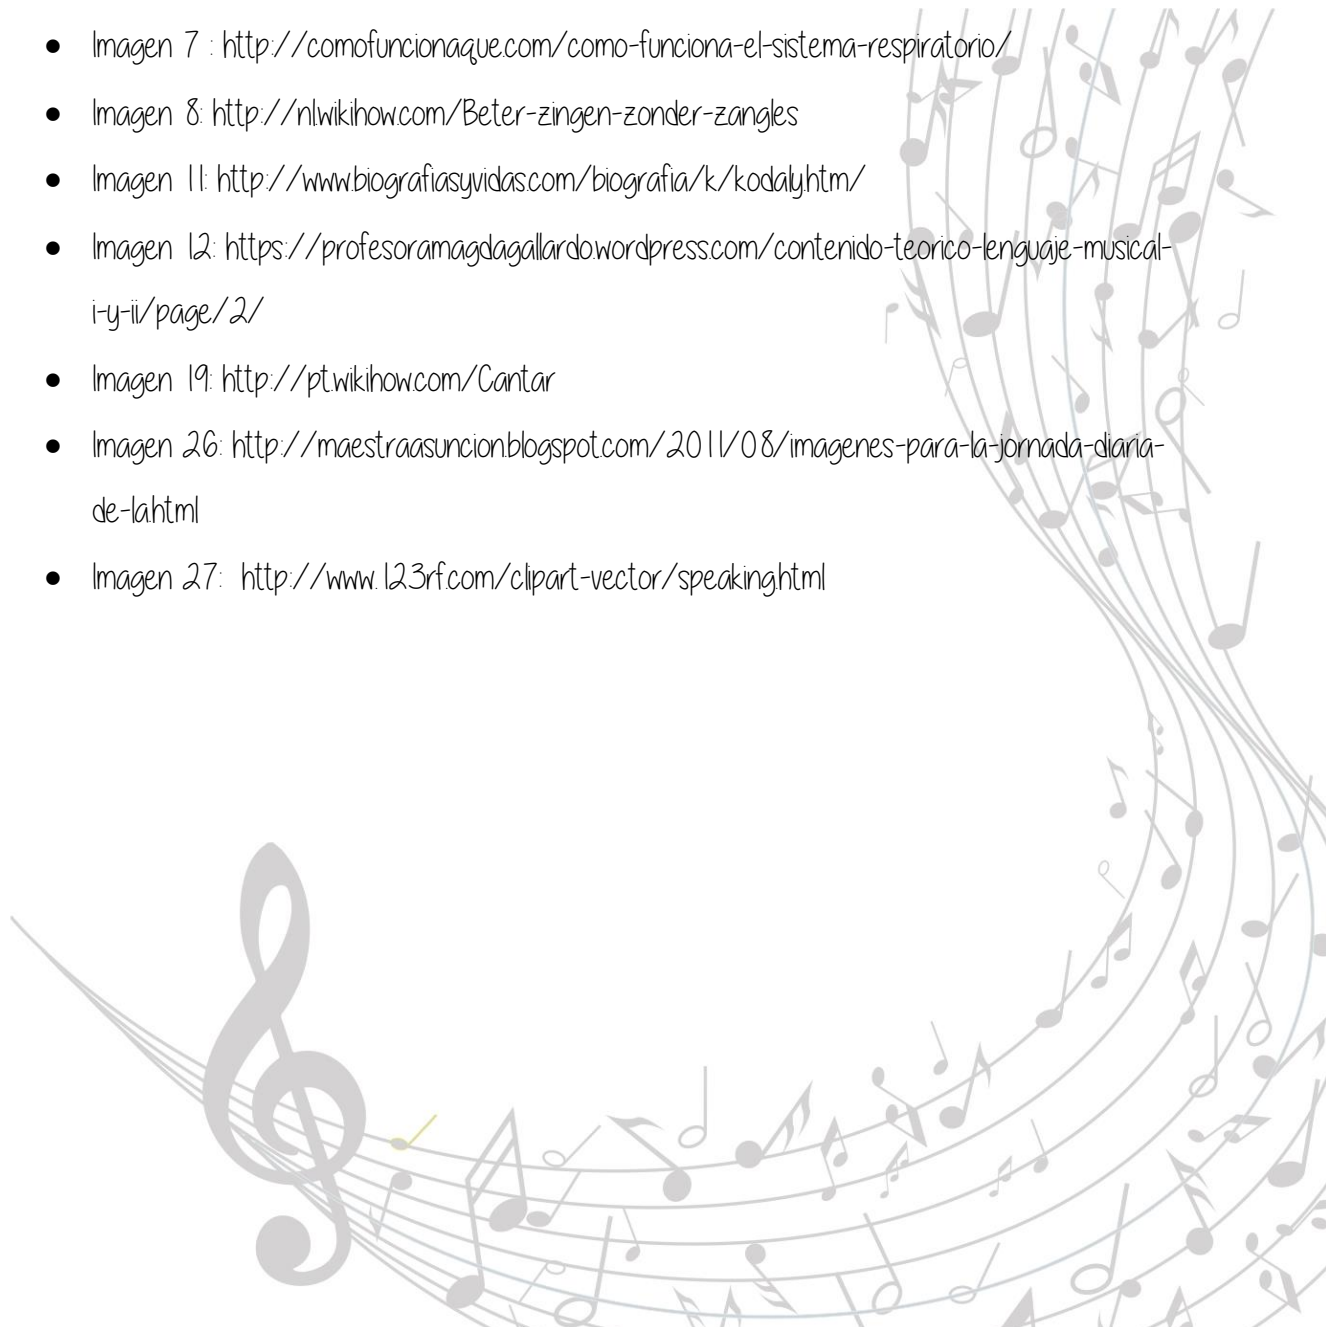 ● Imagen 7 : http://comofuncionaque.com/como-funciona-el-sistema-respiratorio/
● Imagen 8: http://nl.wikihow.com/Beter-zingen-zonder-zangles
● Imagen 11: http://www.biografiasyvidas.com/biografia/k/kodaly.htm/
● Imagen 12: https://profesoramagdagallardo.wordpress.com/contenido-teorico-lenguaje-musical-
i-y-ii/page/2/
● Imagen 19: http://pt.wikihow.com/Cantar
● Imagen 26: http://maestraasuncion.blogspot.com/2011/08/imagenes-para-la-jornada-diaria-
de-la.html
● Imagen 27:  http://www.123rf.com/clipart-vector/speaking.html